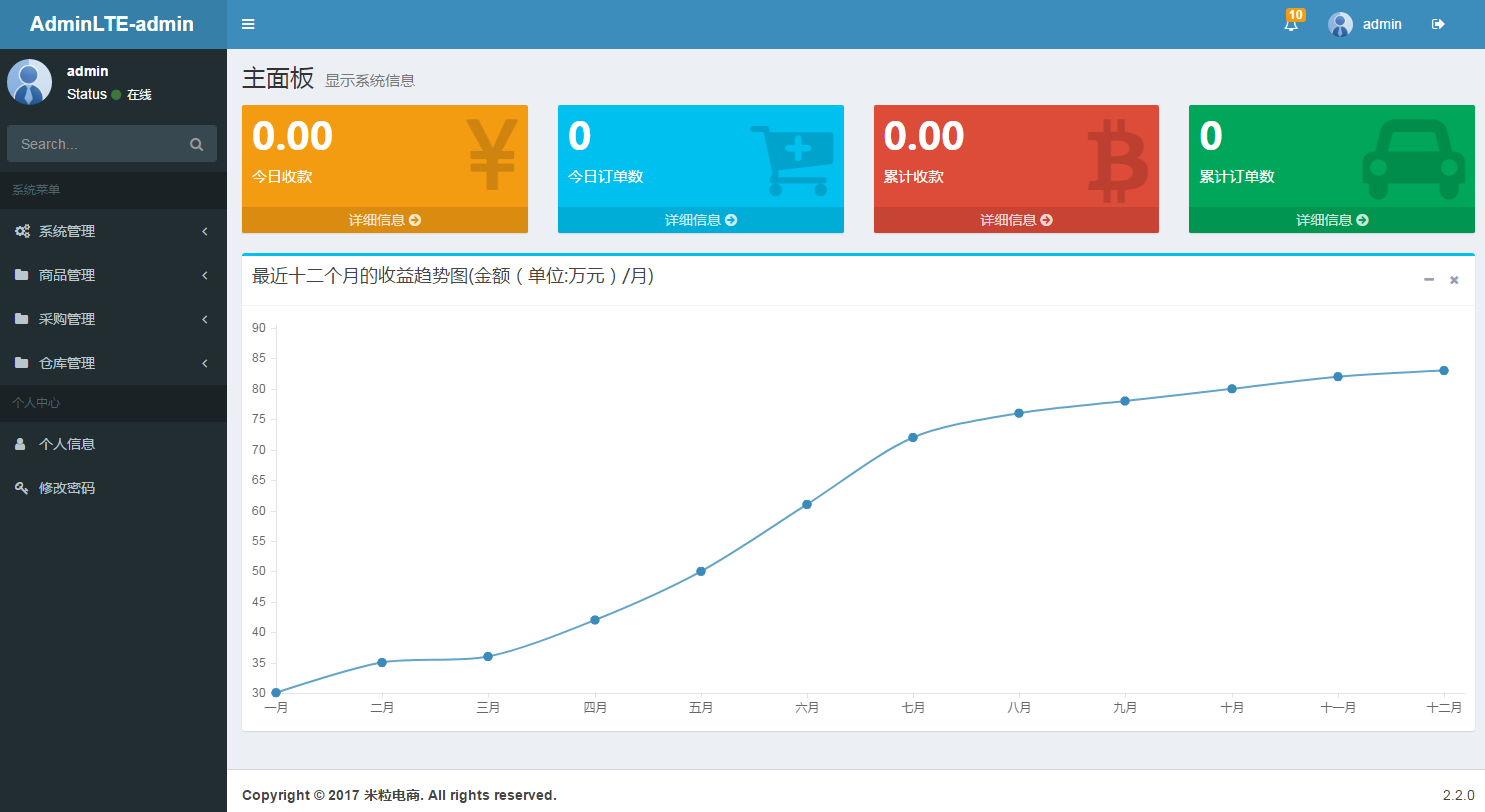 AdminLTE-admin
10
admin
admin
Status 在线
Search...
系统菜单
系统管理
商品管理
采购管理
仓库管理
个人中心
个人信息
修改密码
主面板 显示系统信息
0.00
今日收款
详细信息
0
今日订单数
详细信息
0.00
累计收款
详细信息
0
累计订单数
详细信息
最近十二个月的收益趋势图(金额（单位:万元）/月)
90
85
80
75
70
65
60
55
50
45
40
35
30
一月 二月 三月 四月 五月 六月 七月 八月 九月 十月 十一月 十二月
Copyright © 2017 米粒电商. All rights reserved.
2.2.0